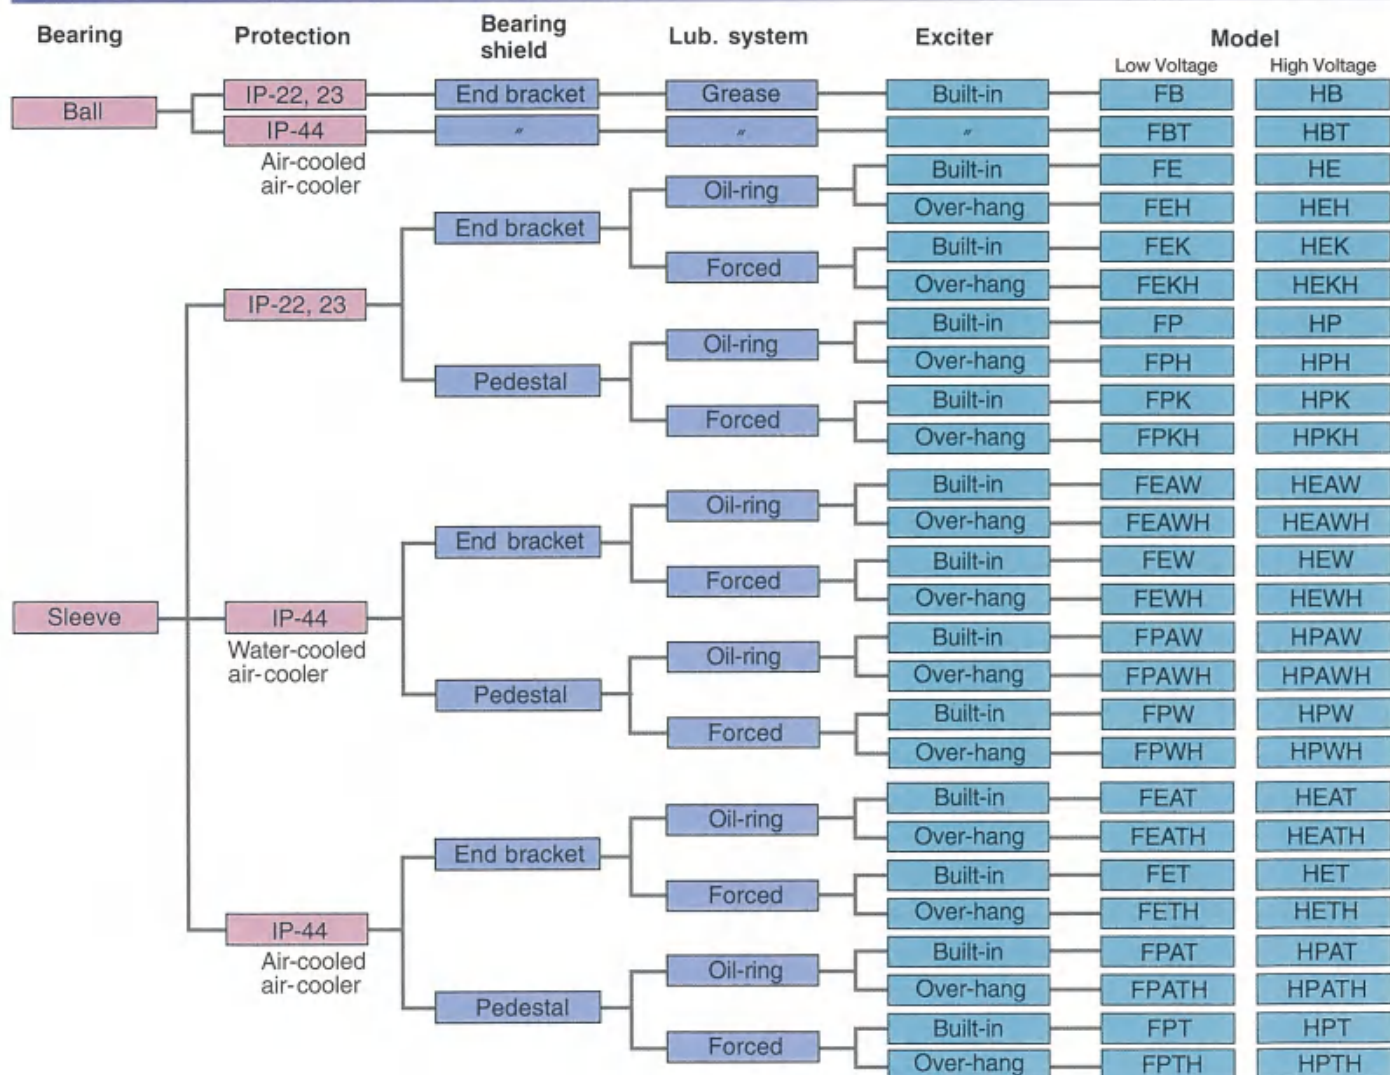 Bearing Protection Bearing shield Lub. system Exciter Model
Low Voltage High Voltage
Ball IP-22, 23 End bracket Grease Built-in FB HB
IP-44 〃 〃 〃 FBT HBT
Air-cooled
air-cooler
Built-in FE HE
Oil-ring
Over-hang FEH HEH
End bracket
Built-in FEK HEK
Forced
Over-hang FEKH HEKH
IP-22, 23
Built-in FP HP
Oil-ring
Over-hang FPH HPH
Pedestal
Built-in FPK HPK
Forced
Over-hang FPKH HPKH
Built-in FEAW HEAW
Oil-ring
Over-hang FEAWH HEAWH
End bracket
Built-in FEW HEW
Forced
Over-hang FEWH HEWH
Sleeve IP-44
Water-cooled
air-cooler
Built-in FPAW HPAW
Oil-ring
Over-hang FPAWH HPAWH
Pedestal
Built-in FPW HPW
Forced
Over-hang FPWH HPWH
Built-in FEAT HEAT
Oil-ring
Over-hang FEATH HEATH
End bracket
Built-in FET HET
Forced
Over-hang FETH HETH
IP-44
Air-cooled
air-cooler
Built-in FPAT HPAT
Oil-ring
Over-hang FPATH HPATH
Pedestal
Built-in FPT HPT
Forced
Over-hang FPTH HPTH